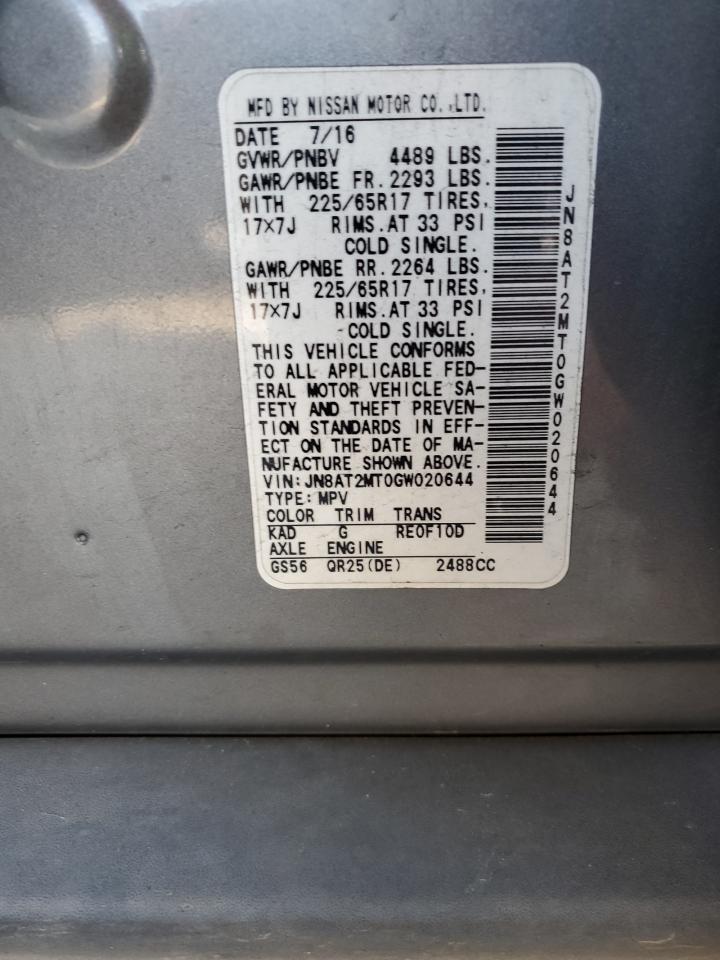 MFD BY NISSAN MOTOR CO.,LTD.
DATE 7/16
GVWR/PNBV 4489 LBS.
GAWR/PNBE FR. 2293 LBS.
WITH 225/65R17 TIRES,
17×7J RIMS.AT 33 PSI
COLD SINGLE.
GAWR/PNBE RR. 2264 LBS.
WITH 225/65R17 TIRES,
17×7J RIMS.AT 33 PSI
COLD SINGLE.
THIS VEHICLE CONFORMS
TO ALL APPLICABLE FED-
ERAL MOTOR VEHICLE SA-
FETY AND THEFT PREVEN-
TION STANDARDS IN EFF-
ECT ON THE DATE OF MA-
NUFACTURE SHOWN ABOVE.
VIN:JN8AT2MT0GW020644
TYPE:MPV
COLOR TRIM TRANS
KAD G RE0F10D
AXLE ENGINE
GS56 QR25(DE) 2488CC
JN8AT2MT0GW020644